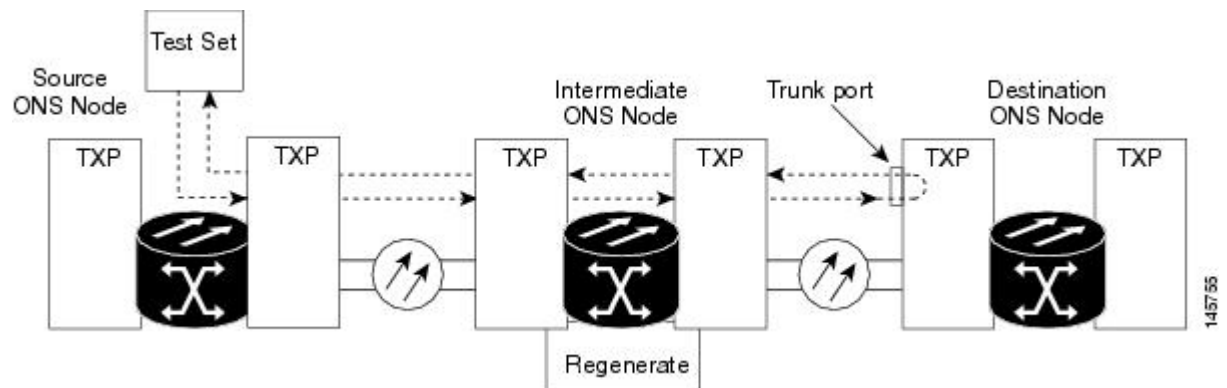 Test Set
Source
ONS Node
Intermediate
ONS Node
Trunk port
Destination
ONS Node
TXP
TXP
TXP
TXP
TXP
TXP
Regenerate
145755